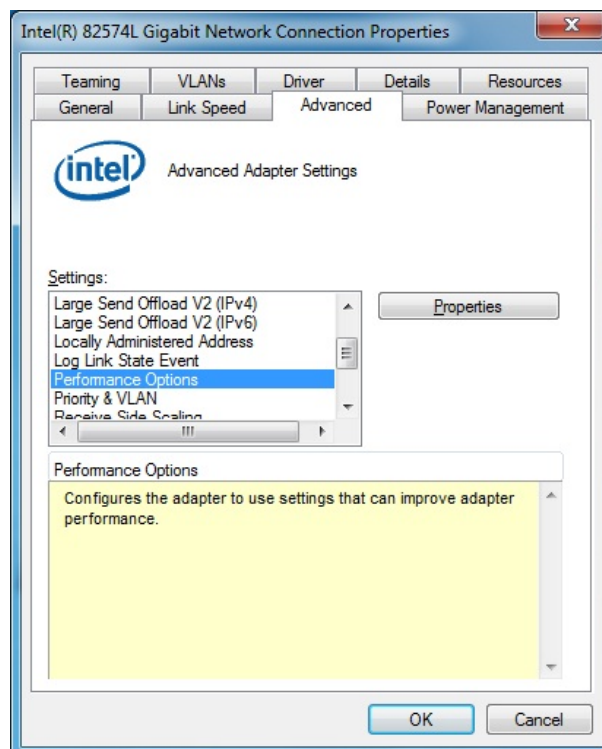 Intel(R) 82574L Gigabit Network Connection Properties
Teaming VLANs Driver Details Resources
General Link Speed Advanced Power Management
intel Advanced Adapter Settings
Settings:
Large Send Offload V2 (IPv4)
Large Send Offload V2 (IPv6)
Locally Administered Address
Log Link State Event
Performance Options
Priority & VLAN
Receive Side Scaling
Properties
Performance Options
Configures the adapter to use settings that can improve adapter
performance.
OK Cancel